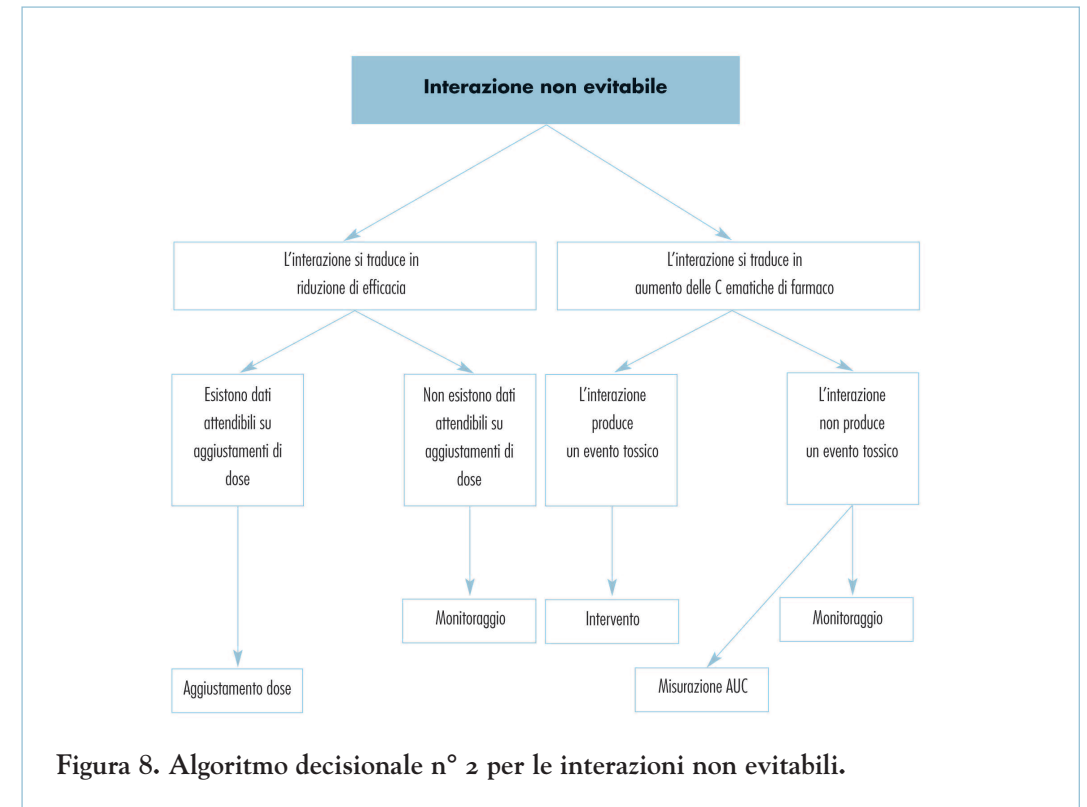 Interazione non evitabile
L'interazione si traduce in
riduzione di efficacia
L'interazione si traduce in
aumento delle C ematiche di farmaco
Esistono dati
attendibili su
aggiustamenti di
dose
Non esistono dati
attendibili su
aggiustamenti di
dose
L'interazione
produce
un evento tossico
L'interazione
non produce
un evento tossico
Monitoraggio
Intervento
Monitoraggio
Aggiustamento dose
Misurazione AUC
Figura 8. Algoritmo decisionale n° 2 per le interazioni non evitabili.